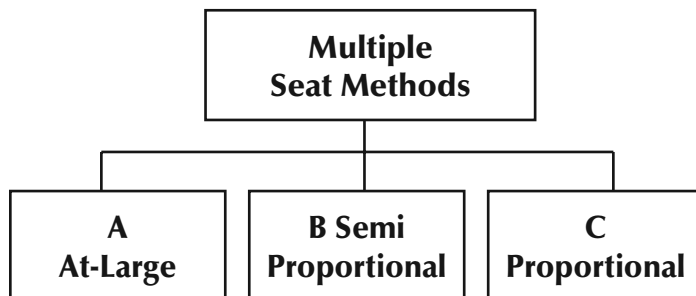 Multiple
Seat Methods
A
At-Large
B Semi
Proportional
C
Proportional